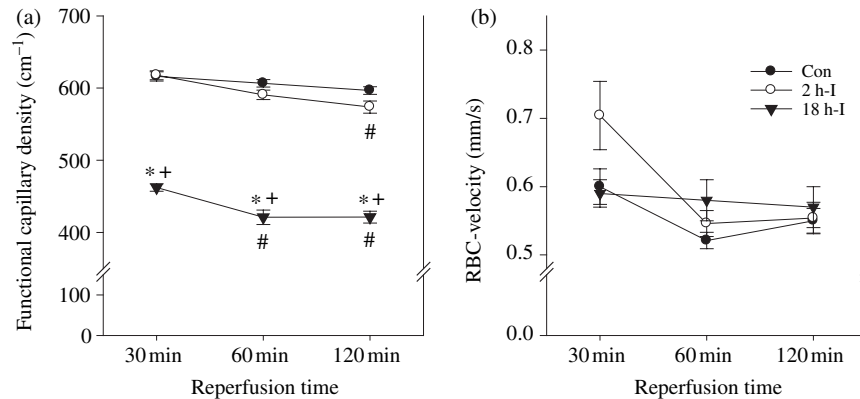 (a)
Functional capillary density (cm⁻¹)
700
600
500
400
100
0
#
*+
*+
#
*+
#
30 min
60 min
120 min
Reperfusion time
(b)
RBC-velocity (mm/s)
0.8
0.7
0.6
0.5
0.0
Con
2 h-I
18 h-I
30 min
60 min
120 min
Reperfusion time